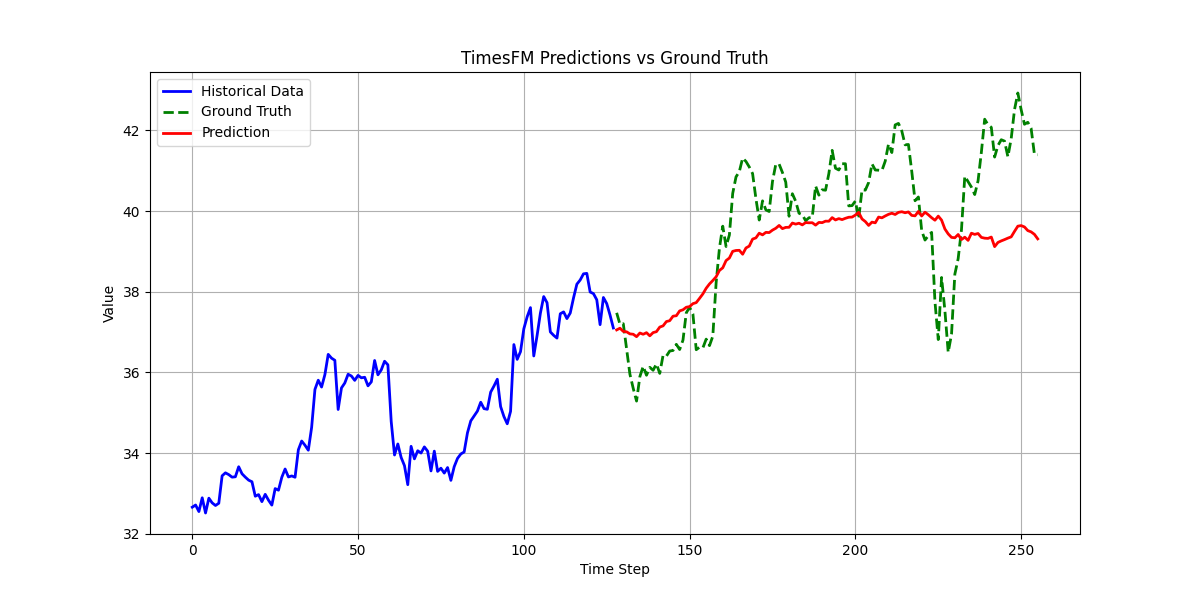 TimesFM Predictions vs Ground Truth
Historical Data
Ground Truth
Prediction
42
40
38
36
34
32
Value
0 50 100 150 200 250
Time Step